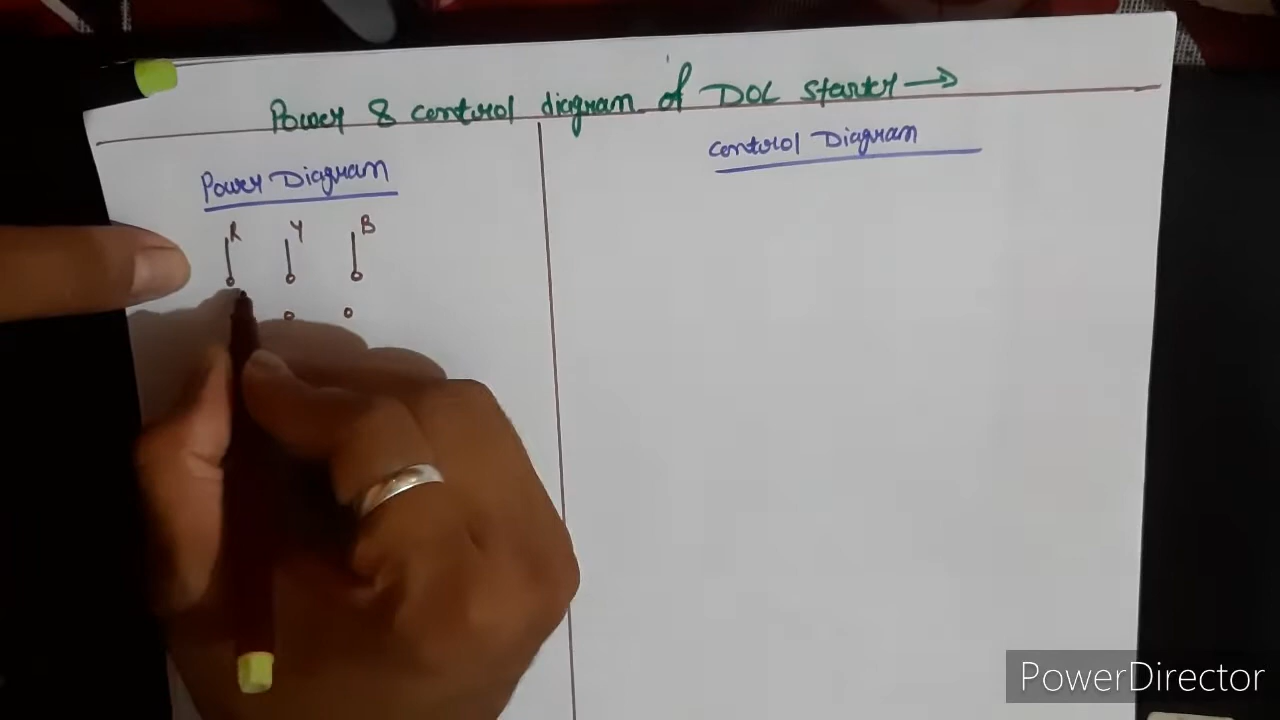 Power & control diagram of DOL starter →
Power Diagram
Control Diagram
R Y B
PowerDirector